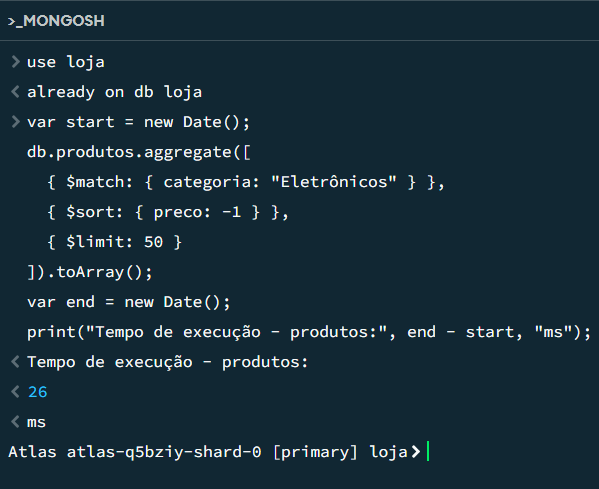 >_MONGOSH
> use loja
< already on db loja
> var start = new Date();
db.produtos.aggregate([
{ $match: { categoria: "Eletrônicos" } },
{ $sort: { preco: -1 } },
{ $limit: 50 }
]).toArray();
var end = new Date();
print("Tempo de execução - produtos:", end - start, "ms");
< Tempo de execução - produtos:
< 26
< ms
Atlas atlas-q5bziy-shard-0 [primary] loja>